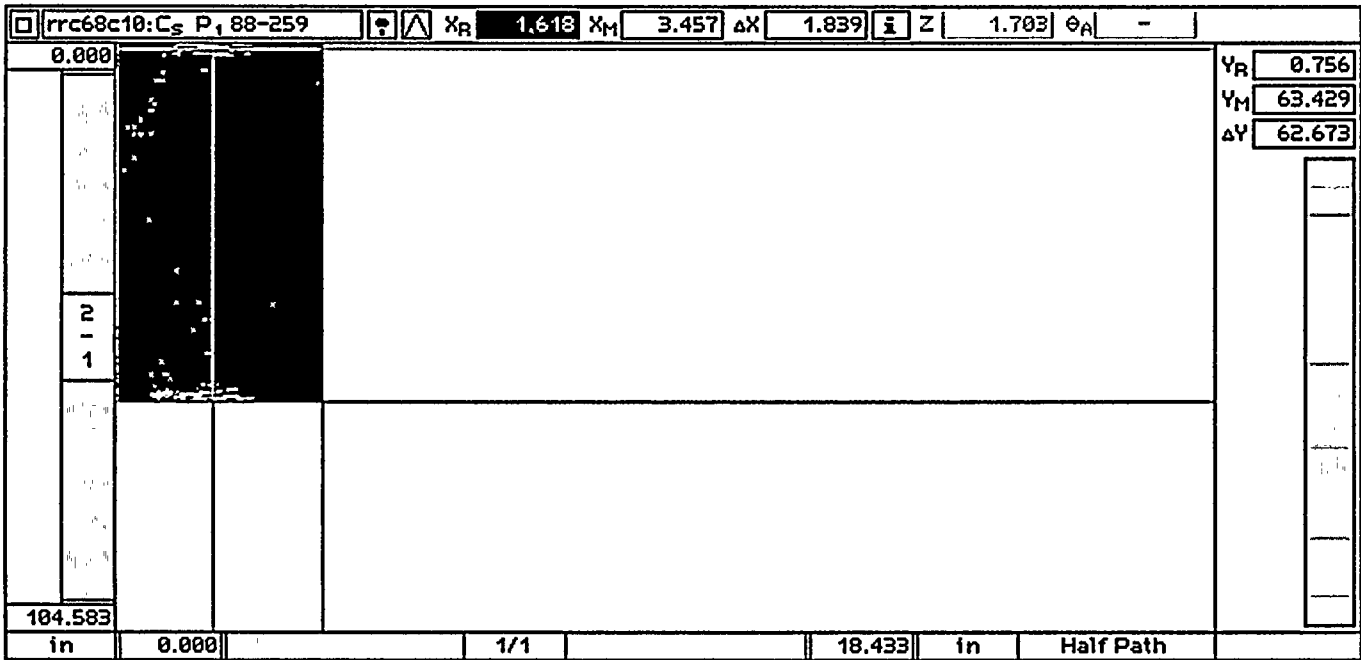 rrc68c10:CS P1 88-259 XR 1.618 XM 3.457 ΔX 1.839 i Z 1.703 θA -
0.000 YR 0.756
YM 63.429
ΔY 62.673
2
-
1
104.583
in 0.000 1/1 18.433 in Half Path